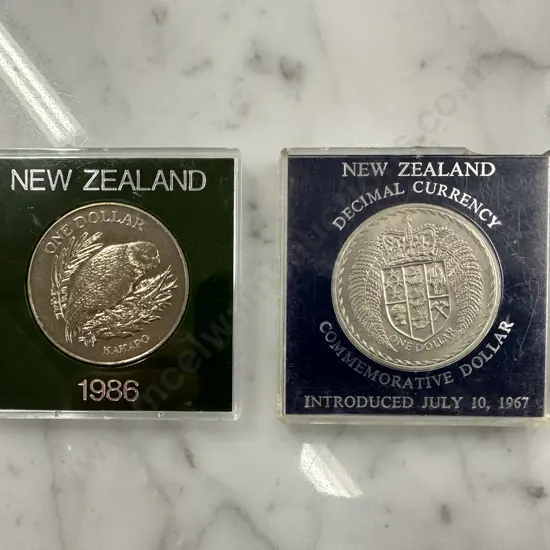 NEW ZEALAND
ONE DOLLAR
KAKAPO
1986
NEW ZEALAND
DECIMAL CURRENCY
ONE DOLLAR
COMMEMORATIVE DOLLAR
INTRODUCED JULY 10, 1967